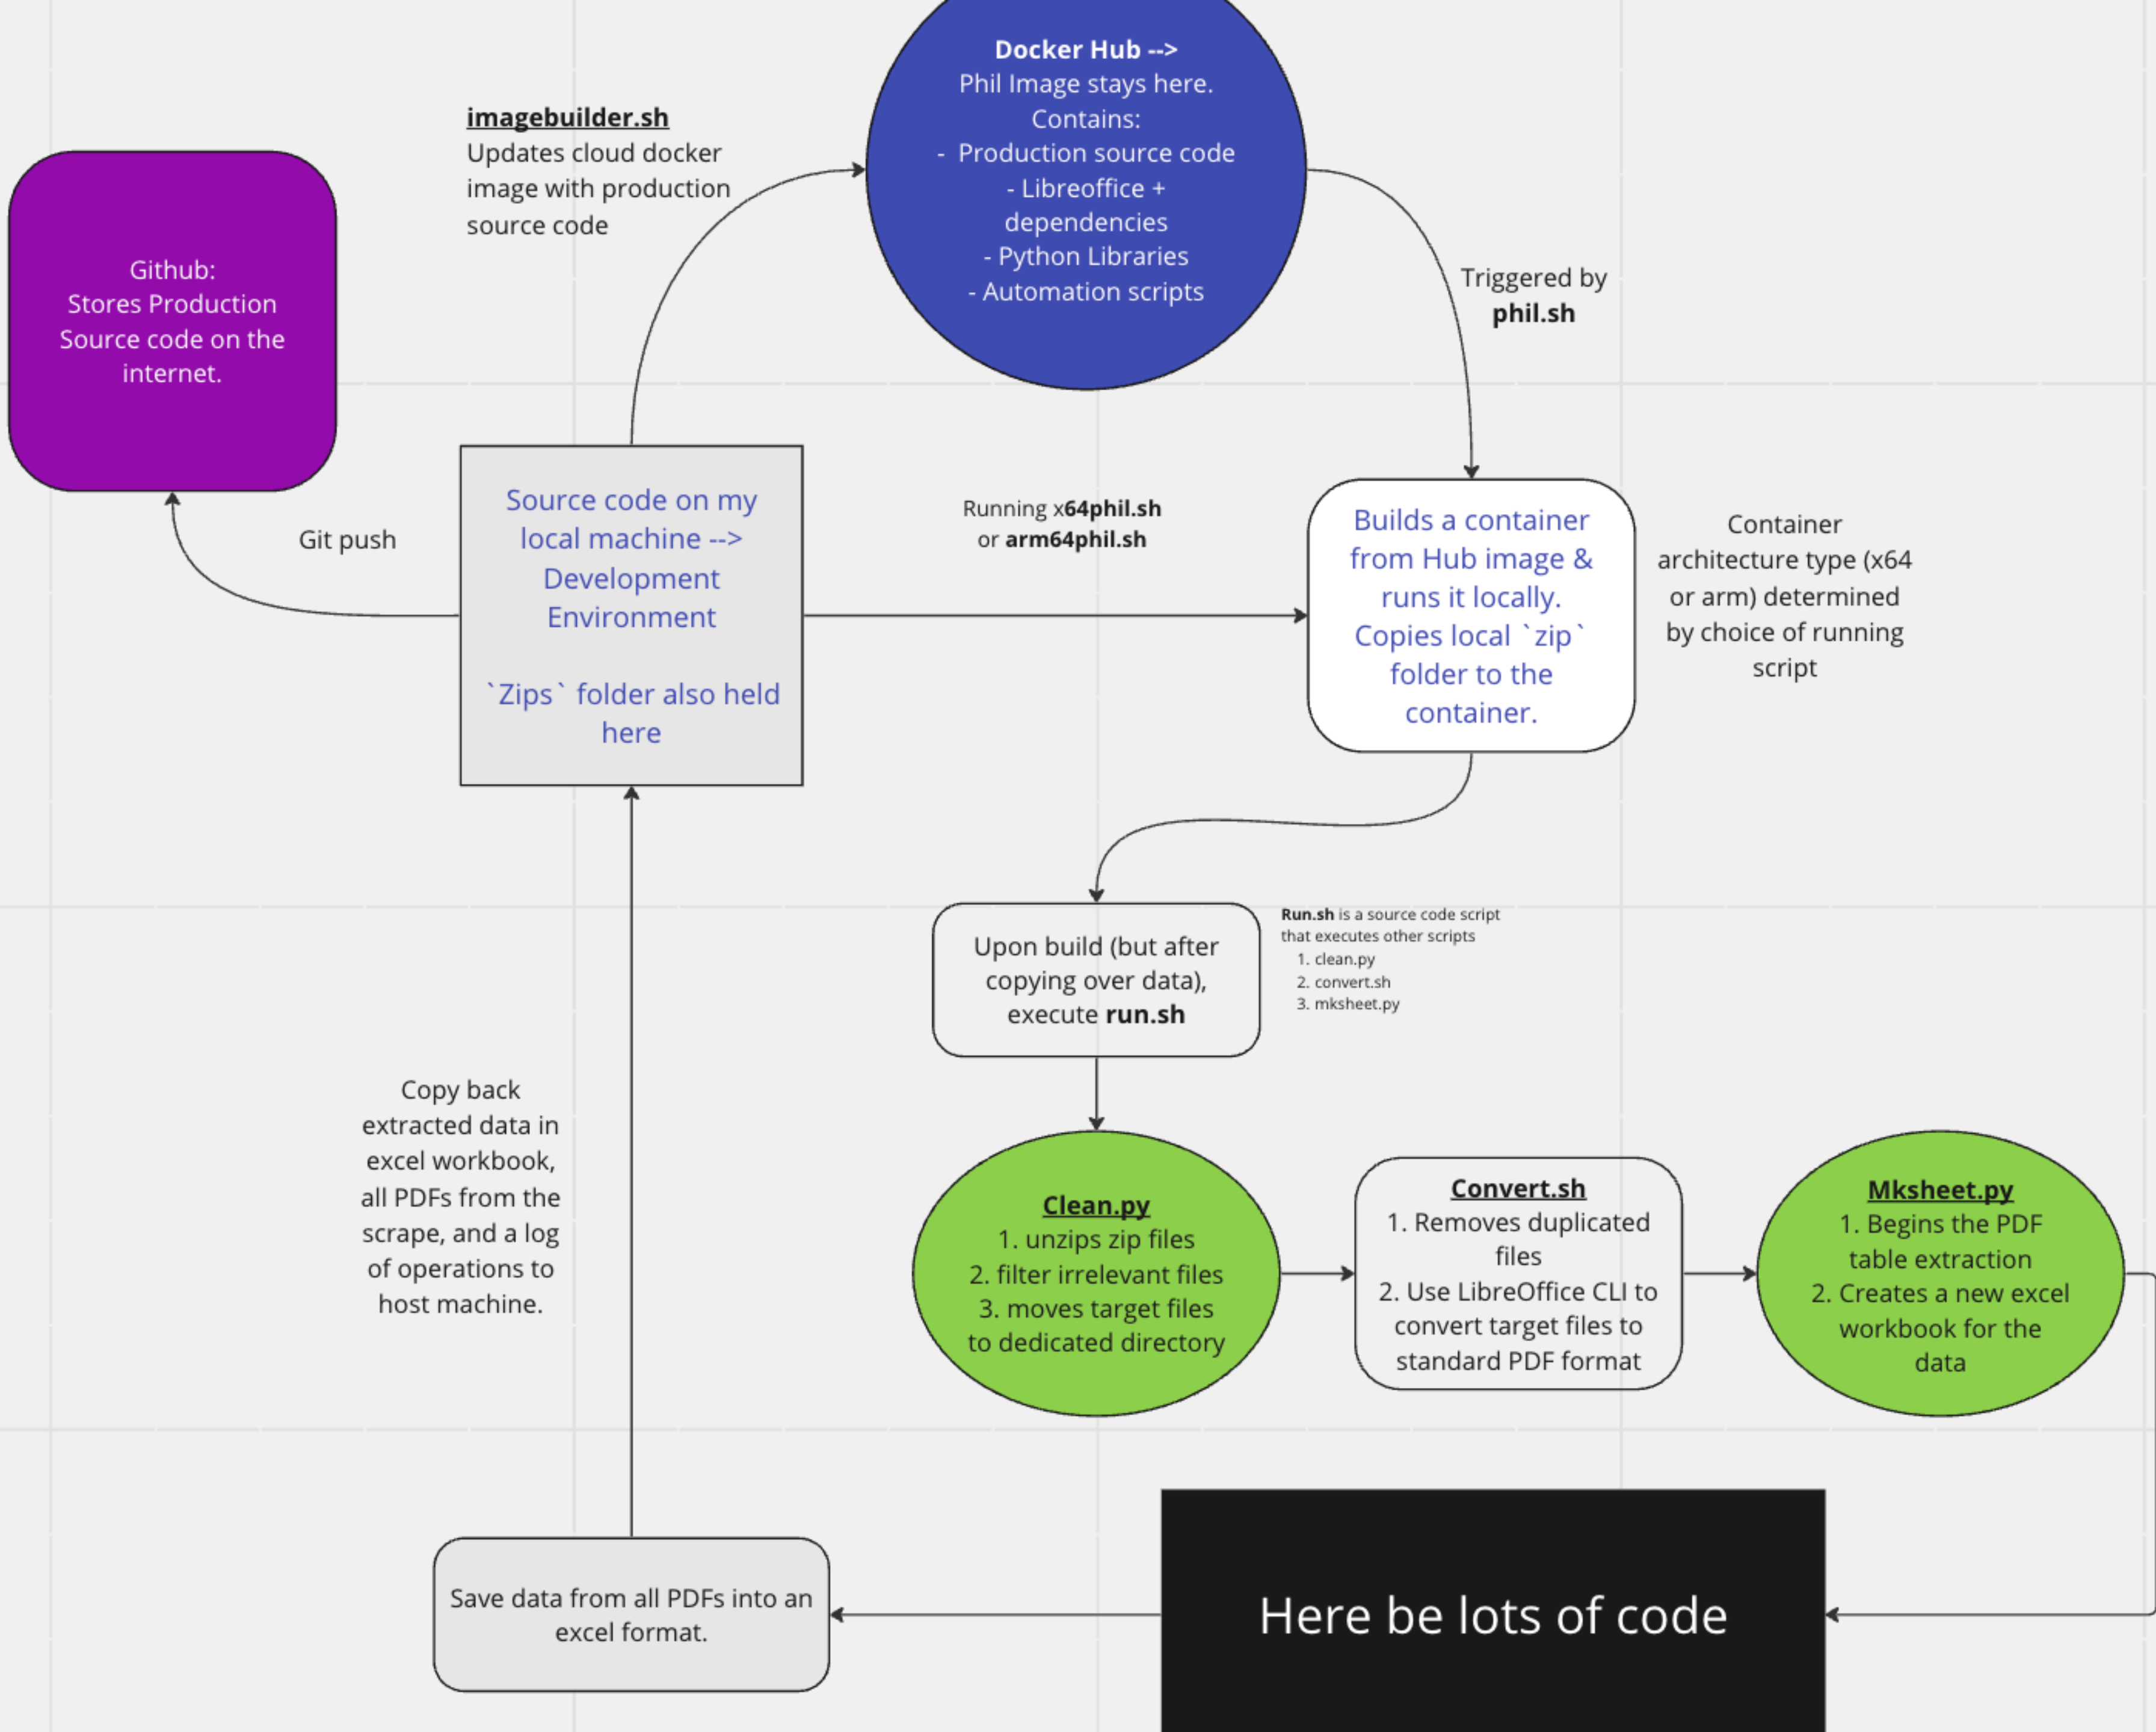 Docker Hub -->
Phil Image stays here.
Contains:
- Production source code
- Libreoffice +
dependencies
- Python Libraries
- Automation scripts
imagebuilder.sh
Updates cloud docker
image with production
source code
Github:
Stores Production
Source code on the
internet.
Triggered by
phil.sh
Git push
Source code on my
local machine -->
Development
Environment
`Zips` folder also held
here
Running x64phil.sh
or arm64phil.sh
Builds a container
from Hub image &
runs it locally.
Copies local `zip`
folder to the
container.
Container
architecture type (x64
or arm) determined
by choice of running
script
Upon build (but after
copying over data),
execute run.sh
Run.sh is a source code script
that executes other scripts
1. clean.py
2. convert.sh
3. mksheet.py
Copy back
extracted data in
excel workbook,
all PDFs from the
scrape, and a log
of operations to
host machine.
Clean.py
1. unzips zip files
2. filter irrelevant files
3. moves target files
to dedicated directory
Convert.sh
1. Removes duplicated
files
2. Use LibreOffice CLI to
convert target files to
standard PDF format
Mksheet.py
1. Begins the PDF
table extraction
2. Creates a new excel
workbook for the
data
Save data from all PDFs into an
excel format.
Here be lots of code